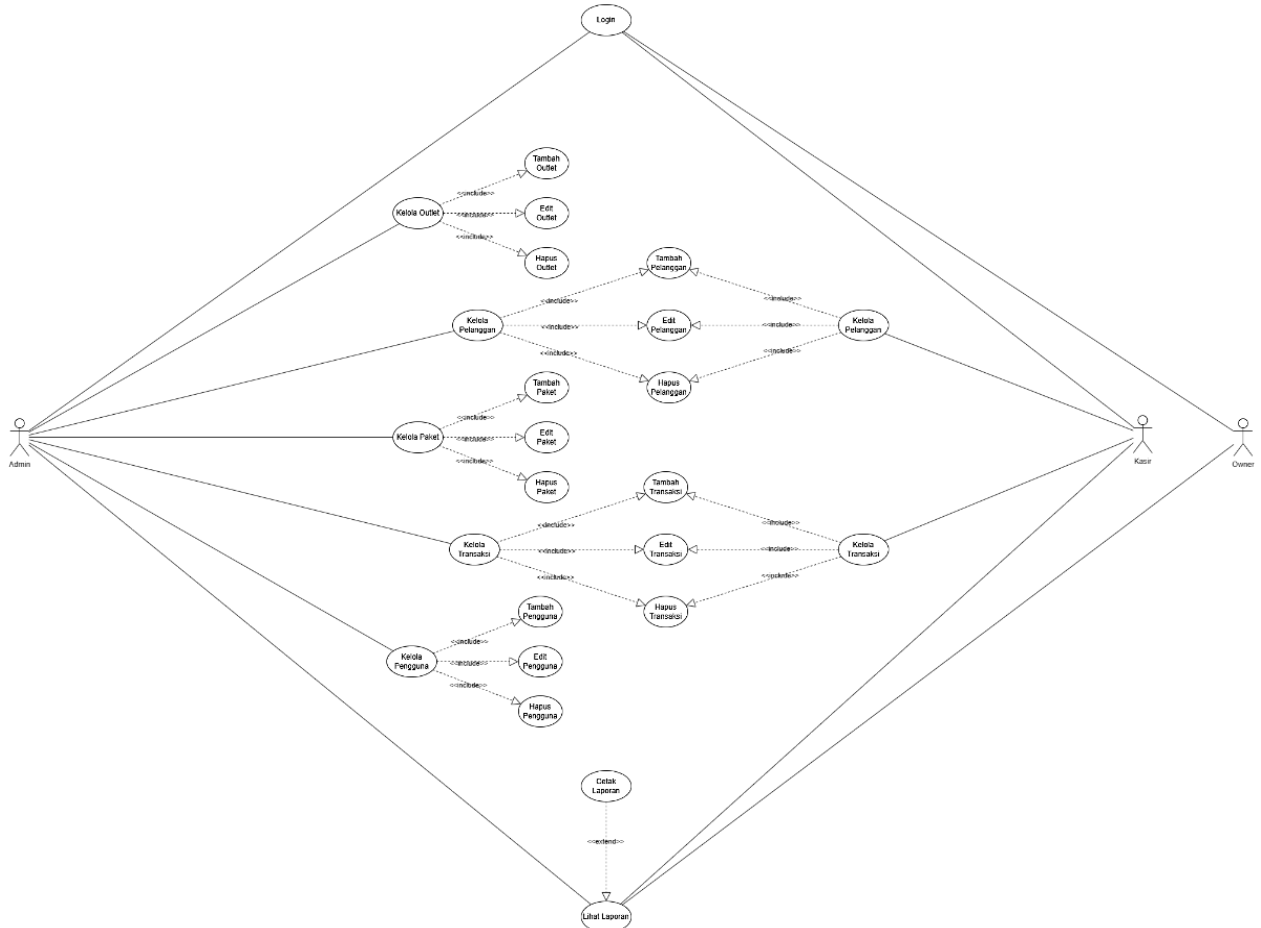 Login
Tambah
Outlet
<<include>>
Kelola Outlet
<<include>>
Edit
Outlet
<<include>>
Hapus
Outlet
Tambah
Pelanggan
<<include>>
<<include>>
Kelola
Pelanggan
<<include>>
Edit
Pelanggan
<<include>>
Kelola
Pelanggan
<<include>>
<<include>>
Hapus
Pelanggan
Tambah
Paket
<<include>>
Kelola Paket
<<include>>
Edit
Paket
<<include>>
Hapus
Paket
Admin
Kasir
Owner
Tambah
Transaksi
<<include>>
<<include>>
Kelola
Transaksi
<<include>>
Edit
Transaksi
<<include>>
Kelola
Transaksi
<<include>>
<<include>>
Hapus
Transaksi
Tambah
Pengguna
<<include>>
Kelola
Pengguna
<<include>>
Edit
Pengguna
<<include>>
Hapus
Pengguna
Cetak
Laporan
<<extend>>
Lihat Laporan